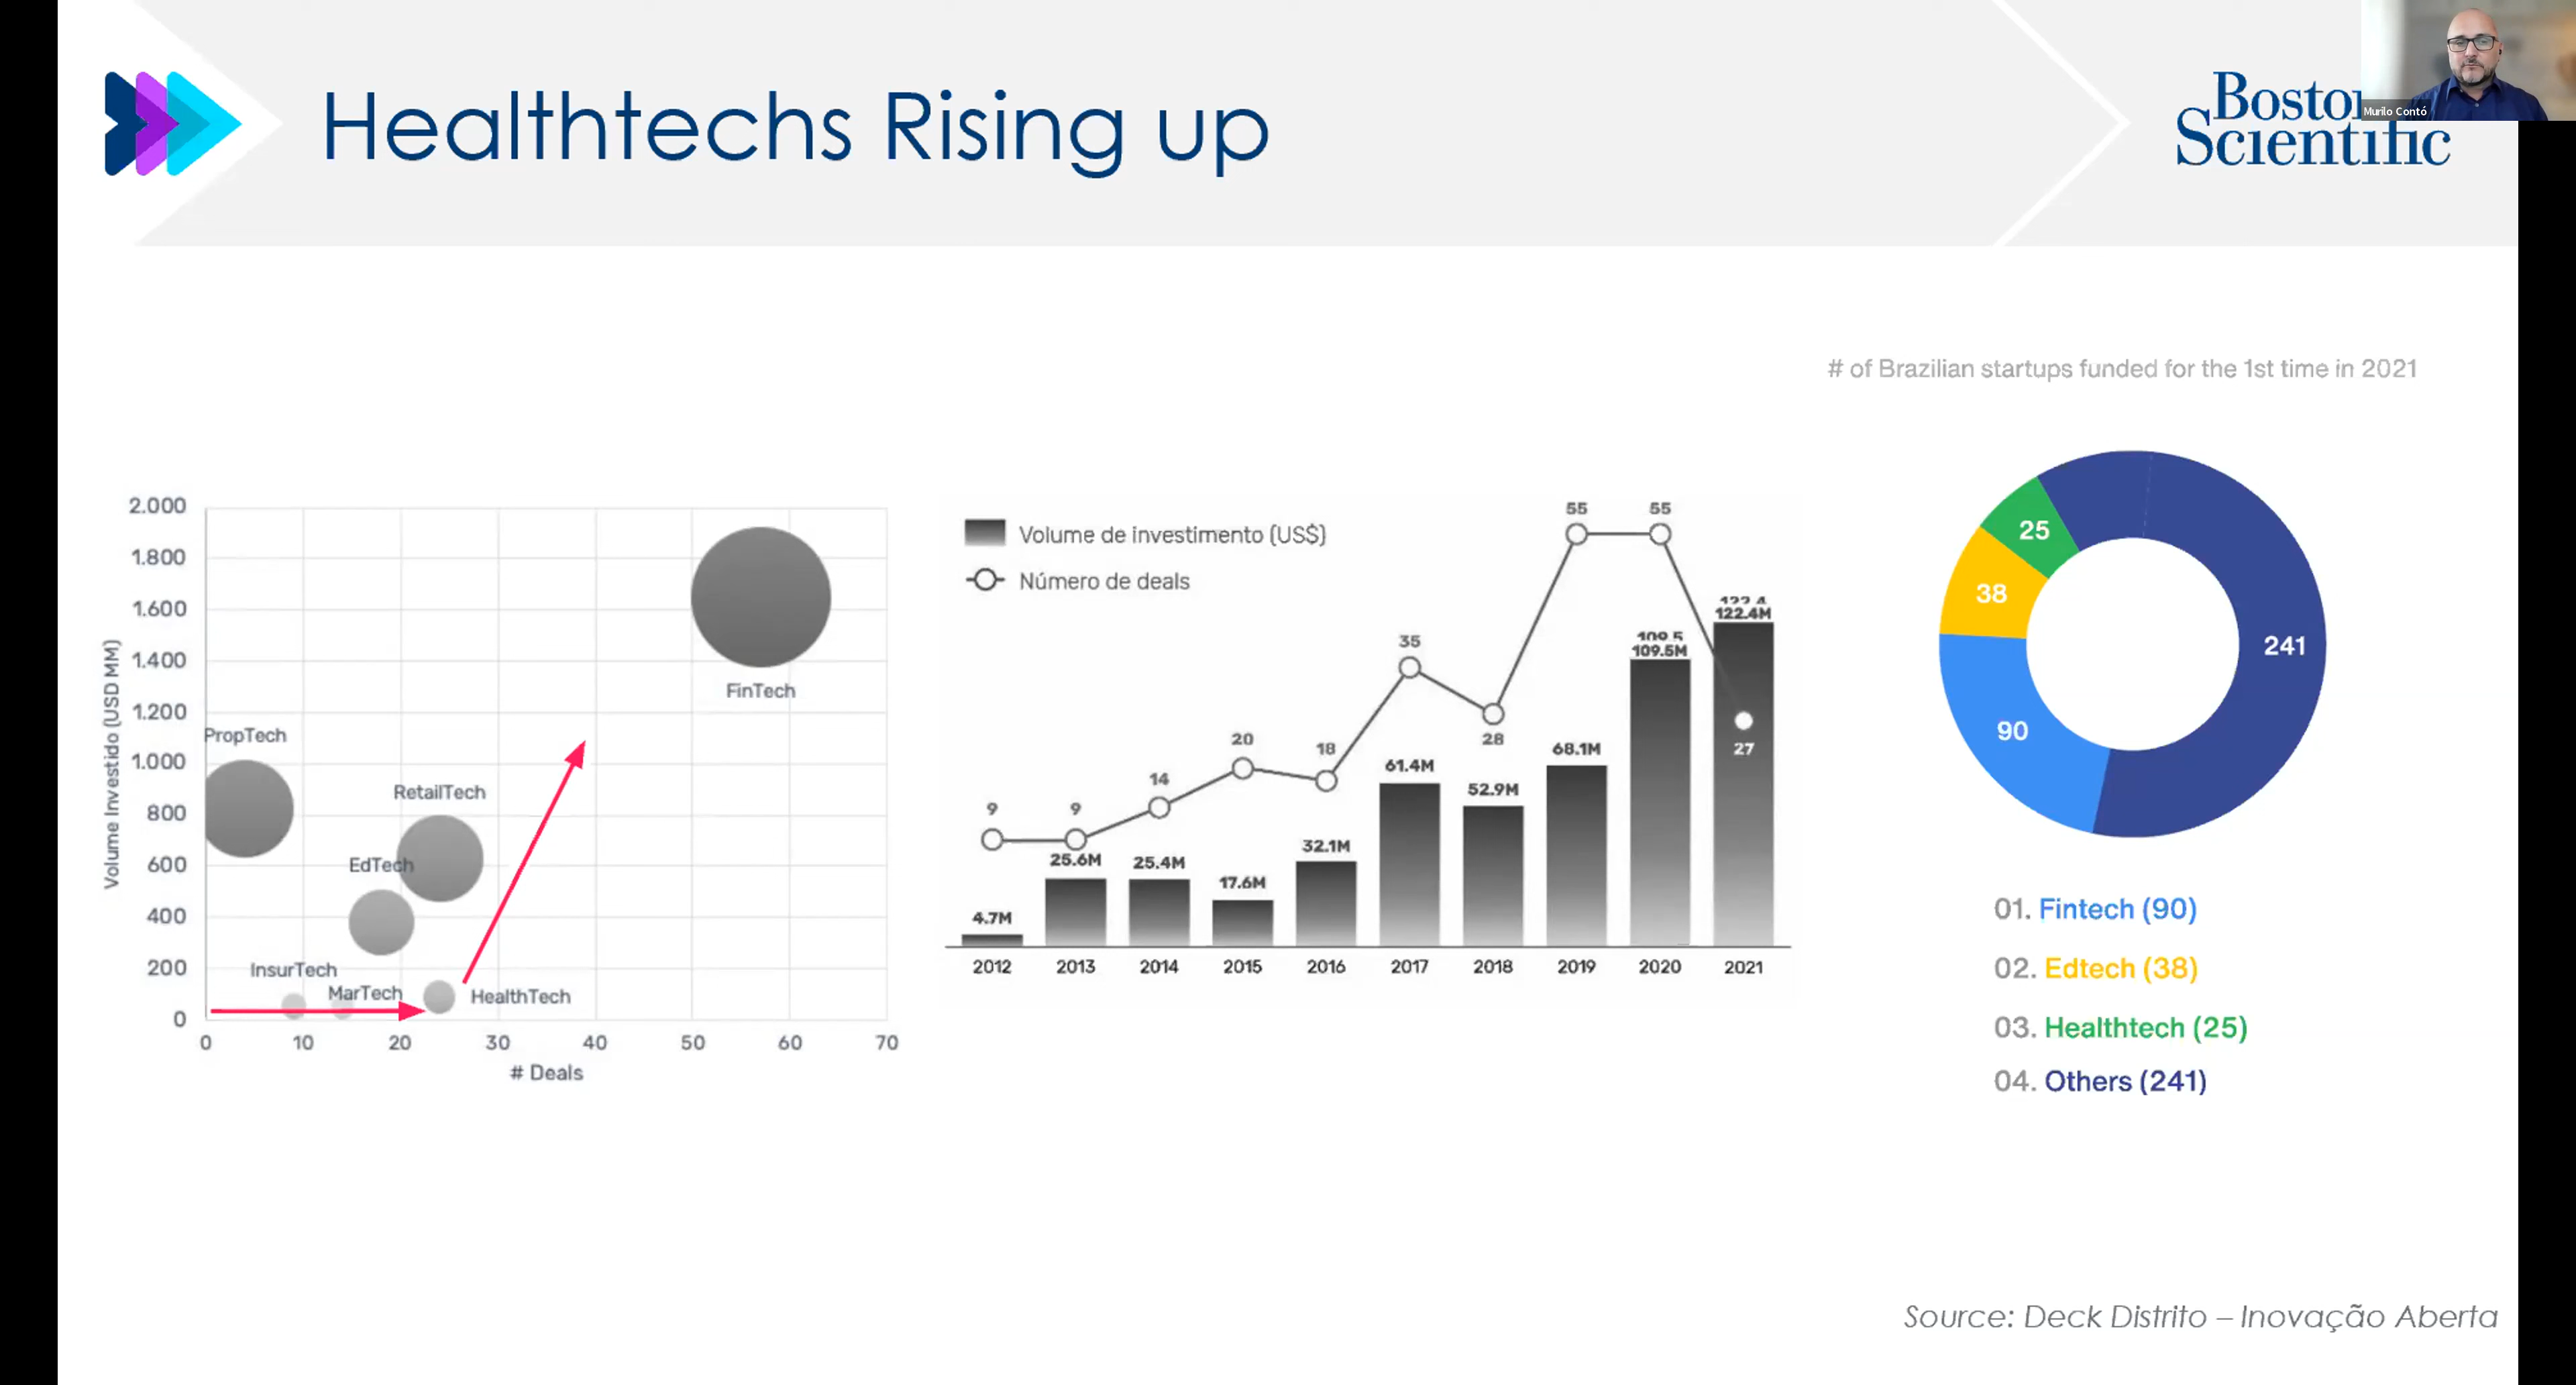 Healthtechs Rising up
Boston
Scientific
Murilo Contó
# of Brazilian startups funded for the 1st time in 2021
Volume Investido (USD MM)
2.000
1.800
1.600
1.400
1.200
1.000
800
600
400
200
0
0 10 20 30 40 50 60 70
# Deals
FinTech
PropTech
RetailTech
EdTech
InsurTech
MarTech
HealthTech
Volume de investimento (US$)
Número de deals
9 9 14 20 18 35 28 55 55 27
4.7M 25.6M 25.4M 17.6M 32.1M 61.4M 52.9M 68.1M 109.5M 122.4M
109.5 122.4
2012 2013 2014 2015 2016 2017 2018 2019 2020 2021
25
38
90
241
01. Fintech (90)
02. Edtech (38)
03. Healthtech (25)
04. Others (241)
Source: Deck Distrito – Inovação Aberta